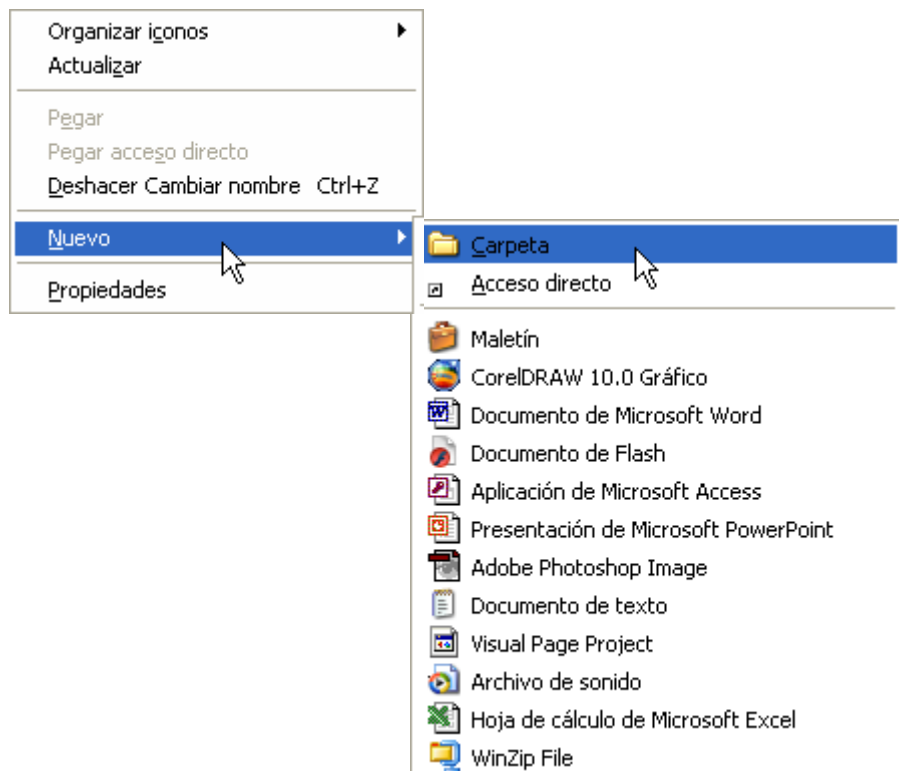 Organizar iconos
Actualizar
Pegar
Pegar acceso directo
Deshacer Cambiar nombre Ctrl+Z
Nuevo
Propiedades
Carpeta
Acceso directo
Maletín
CorelDRAW 10.0 Gráfico
Documento de Microsoft Word
Documento de Flash
Aplicación de Microsoft Access
Presentación de Microsoft PowerPoint
Adobe Photoshop Image
Documento de texto
Visual Page Project
Archivo de sonido
Hoja de cálculo de Microsoft Excel
WinZip File